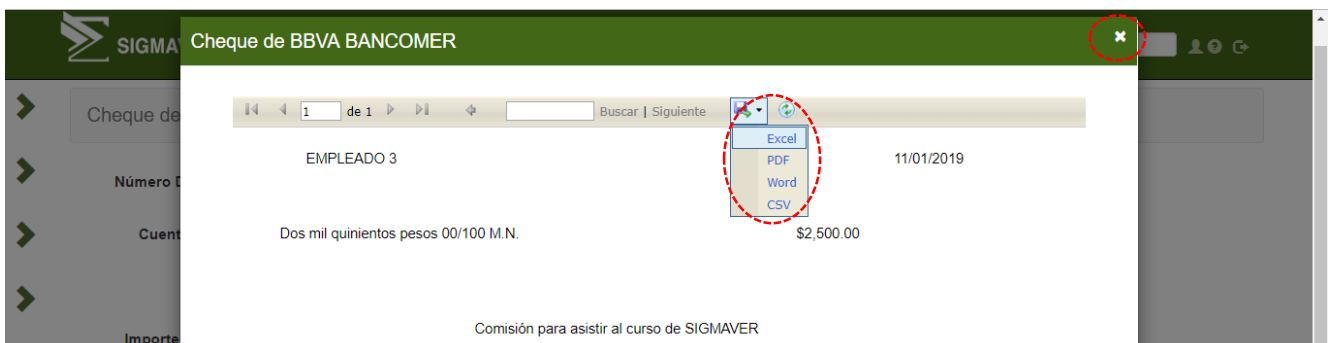 SIGMA
Cheque de BBVA BANCOMER
Cheque de
1 de 1 Buscar | Siguiente
Excel
PDF
Word
CSV
EMPLEADO 3 11/01/2019
Número D
Cuent
Dos mil quinientos pesos 00/100 M.N. $2,500.00
Comisión para asistir al curso de SIGMAVER
Importe